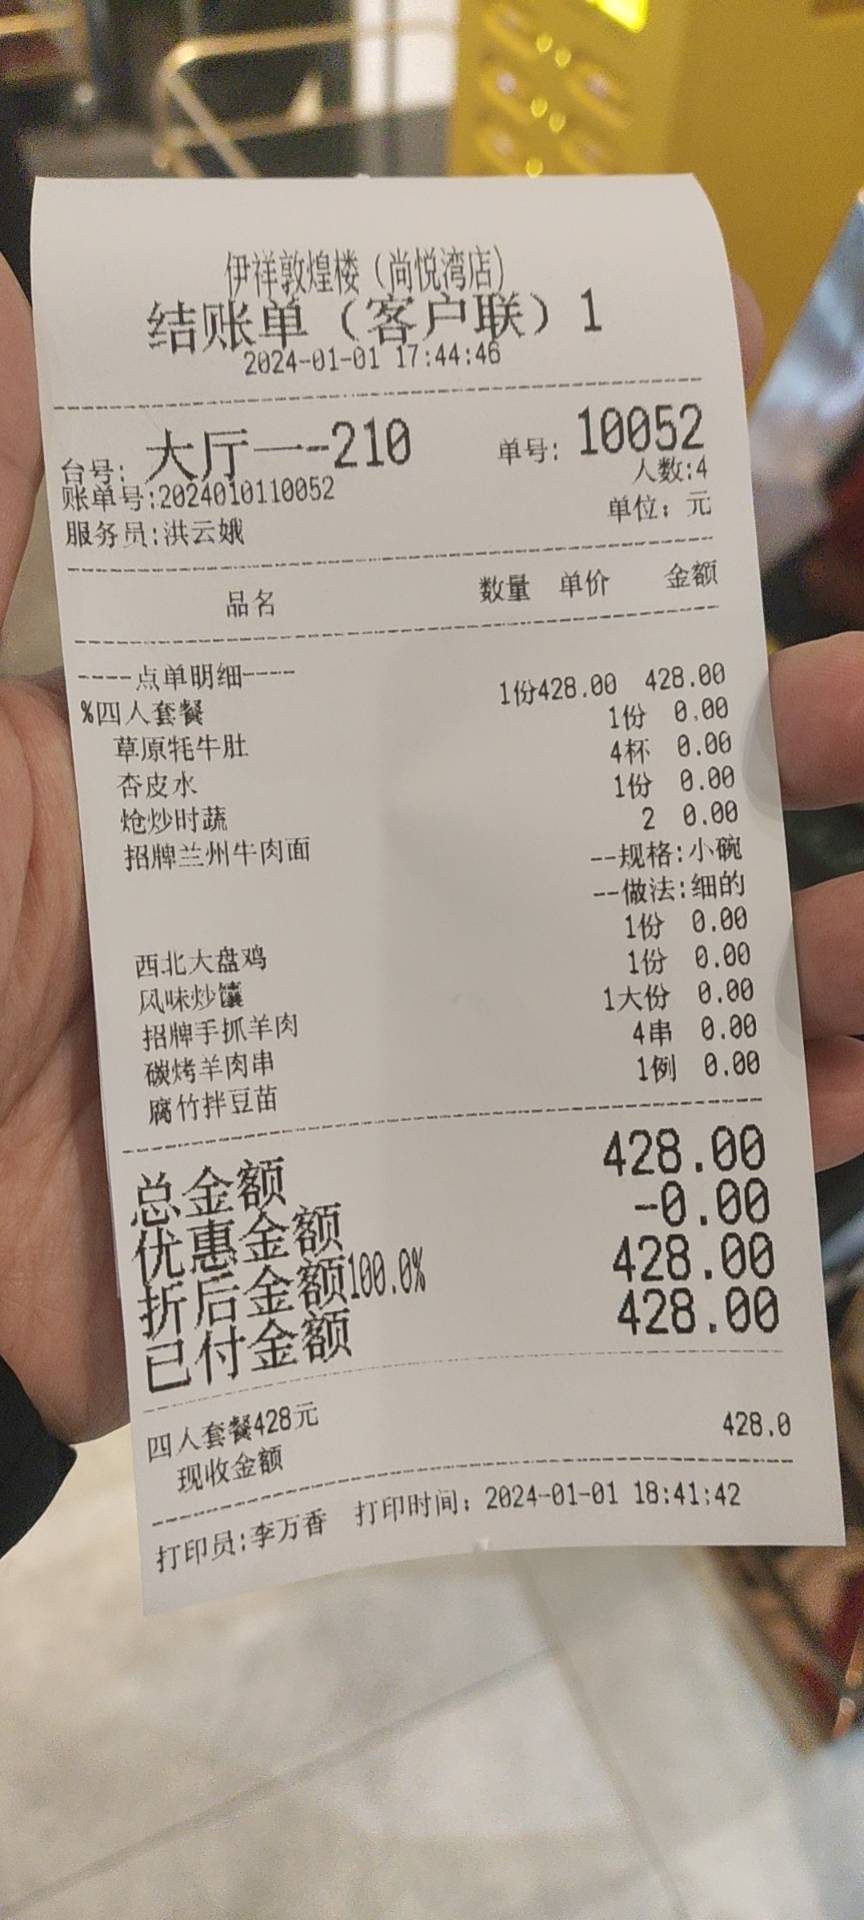 伊祥敦煌楼（尚悦湾店）
结账单（客户联）1
2024-01-01 17:44:46
台号：大厅一-210 单号：10052
人数:4
账单号:2024010110052
单位：元
服务员:洪云娥
品名 数量 单价 金额
----点单明细----
%四人套餐 1份428.00 428.00
草原牦牛肚 1份 0.00
杏皮水 4杯 0.00
炝炒时蔬 1份 0.00
招牌兰州牛肉面 2 0.00
--规格:小碗
--做法:细的
西北大盘鸡 1份 0.00
风味炒馕 1份 0.00
招牌手抓羊肉 1大份 0.00
碳烤羊肉串 4串 0.00
腐竹拌豆苗 1例 0.00
总金额 428.00
优惠金额 -0.00
折后金额100.0% 428.00
已付金额 428.00
四人套餐428元 428.0
现收金额
打印员:李万香 打印时间：2024-01-01 18:41:42